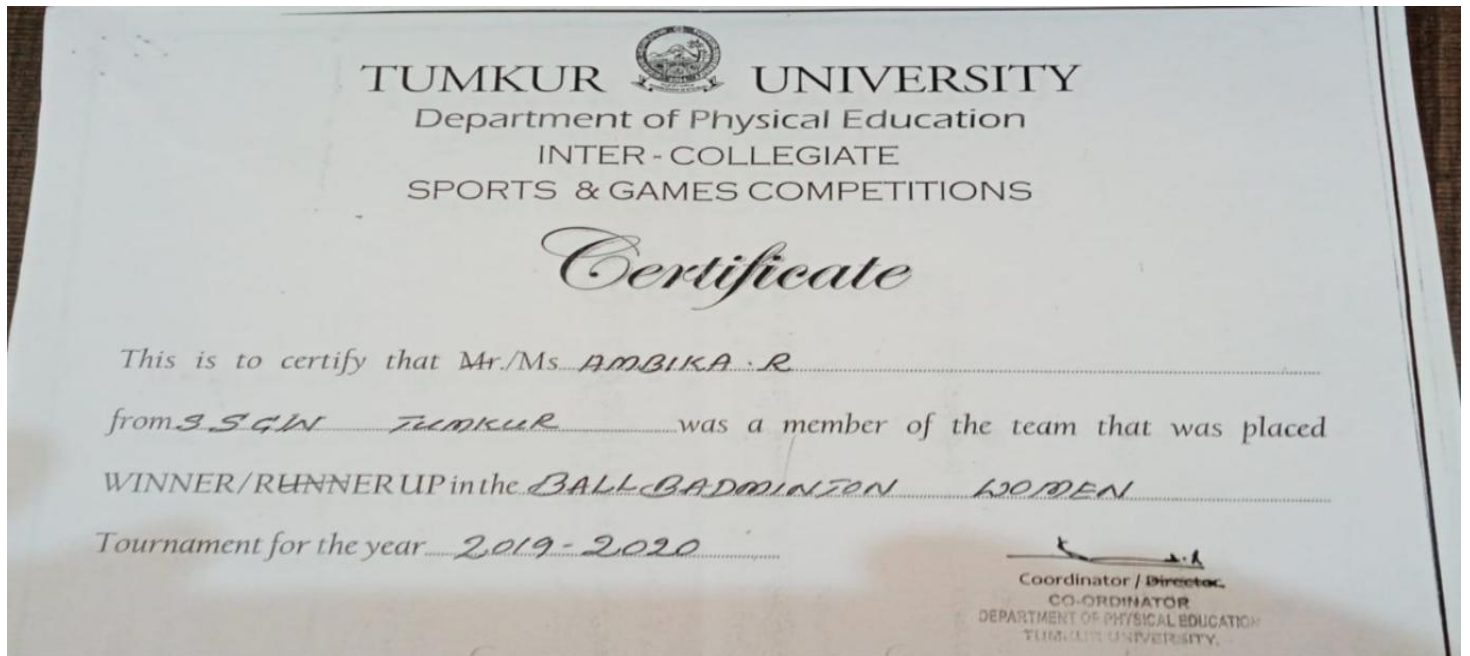 TUMKUR UNIVERSITY
Department of Physical Education
INTER - COLLEGIATE
SPORTS & GAMES COMPETITIONS
Certificate
This is to certify that Mr./Ms. AMBIKA . R
from SSGW TUMKUR was a member of the team that was placed
WINNER/RUNNER UP in the BALL BADMINTON WOMEN
Tournament for the year 2019 - 2020
Coordinator / Director
CO-ORDINATOR
DEPARTMENT OF PHYSICAL EDUCATION
TUMKUR UNIVERSITY.